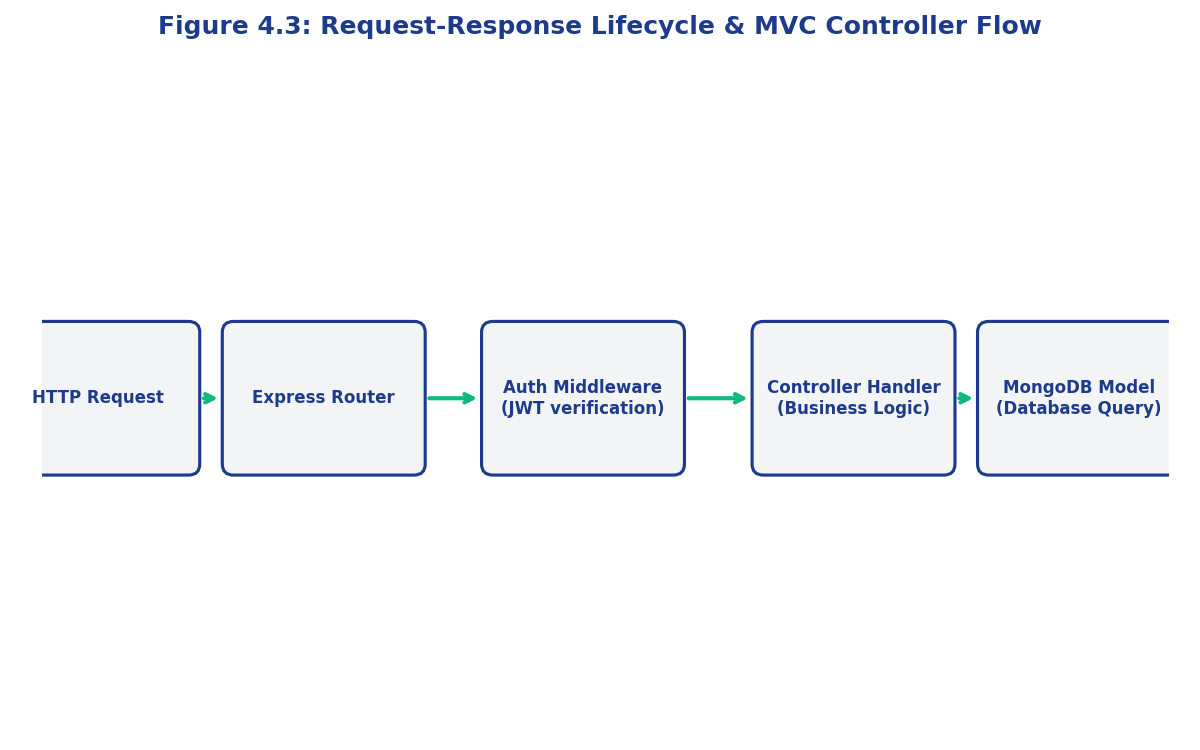 Figure 4.3: Request-Response Lifecycle & MVC Controller Flow
HTTP Request
Express Router
Auth Middleware
(JWT verification)
Controller Handler
(Business Logic)
MongoDB Model
(Database Query)